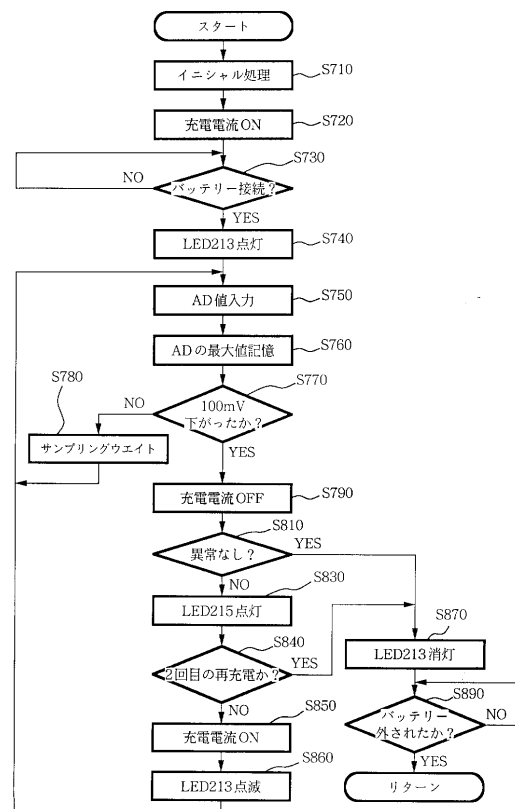 スタート
イニシャル処理
S710
充電電流ON
S720
バッテリー接続？
S730
NO
YES
LED213点灯
S740
AD値入力
S750
ADの最大値記憶
S760
100mV
下がったか？
S770
NO
YES
S780
サンプリングウエイト
充電電流OFF
S790
異常なし？
S810
YES
NO
LED215点灯
S830
2回目の再充電か？
S840
YES
NO
充電電流ON
S850
LED213点滅
S860
LED213消灯
S870
バッテリー
外されたか？
S890
NO
YES
リターン